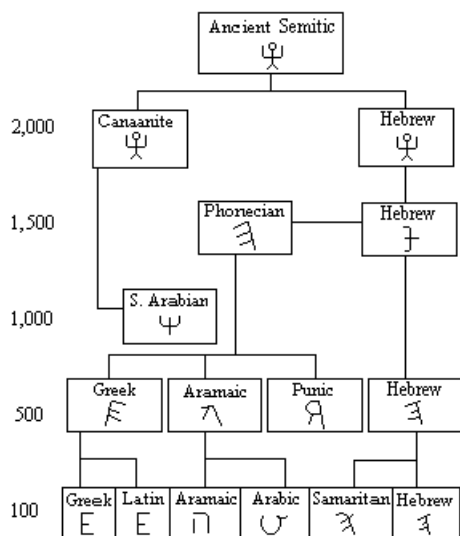 Ancient Semitic
2,000
Canaanite
Hebrew
1,500
Phonecian
Hebrew
1,000
S. Arabian
500
Greek
Aramaic
Punic
Hebrew
100
Greek
Latin
Aramaic
Arabic
Samaritan
Hebrew